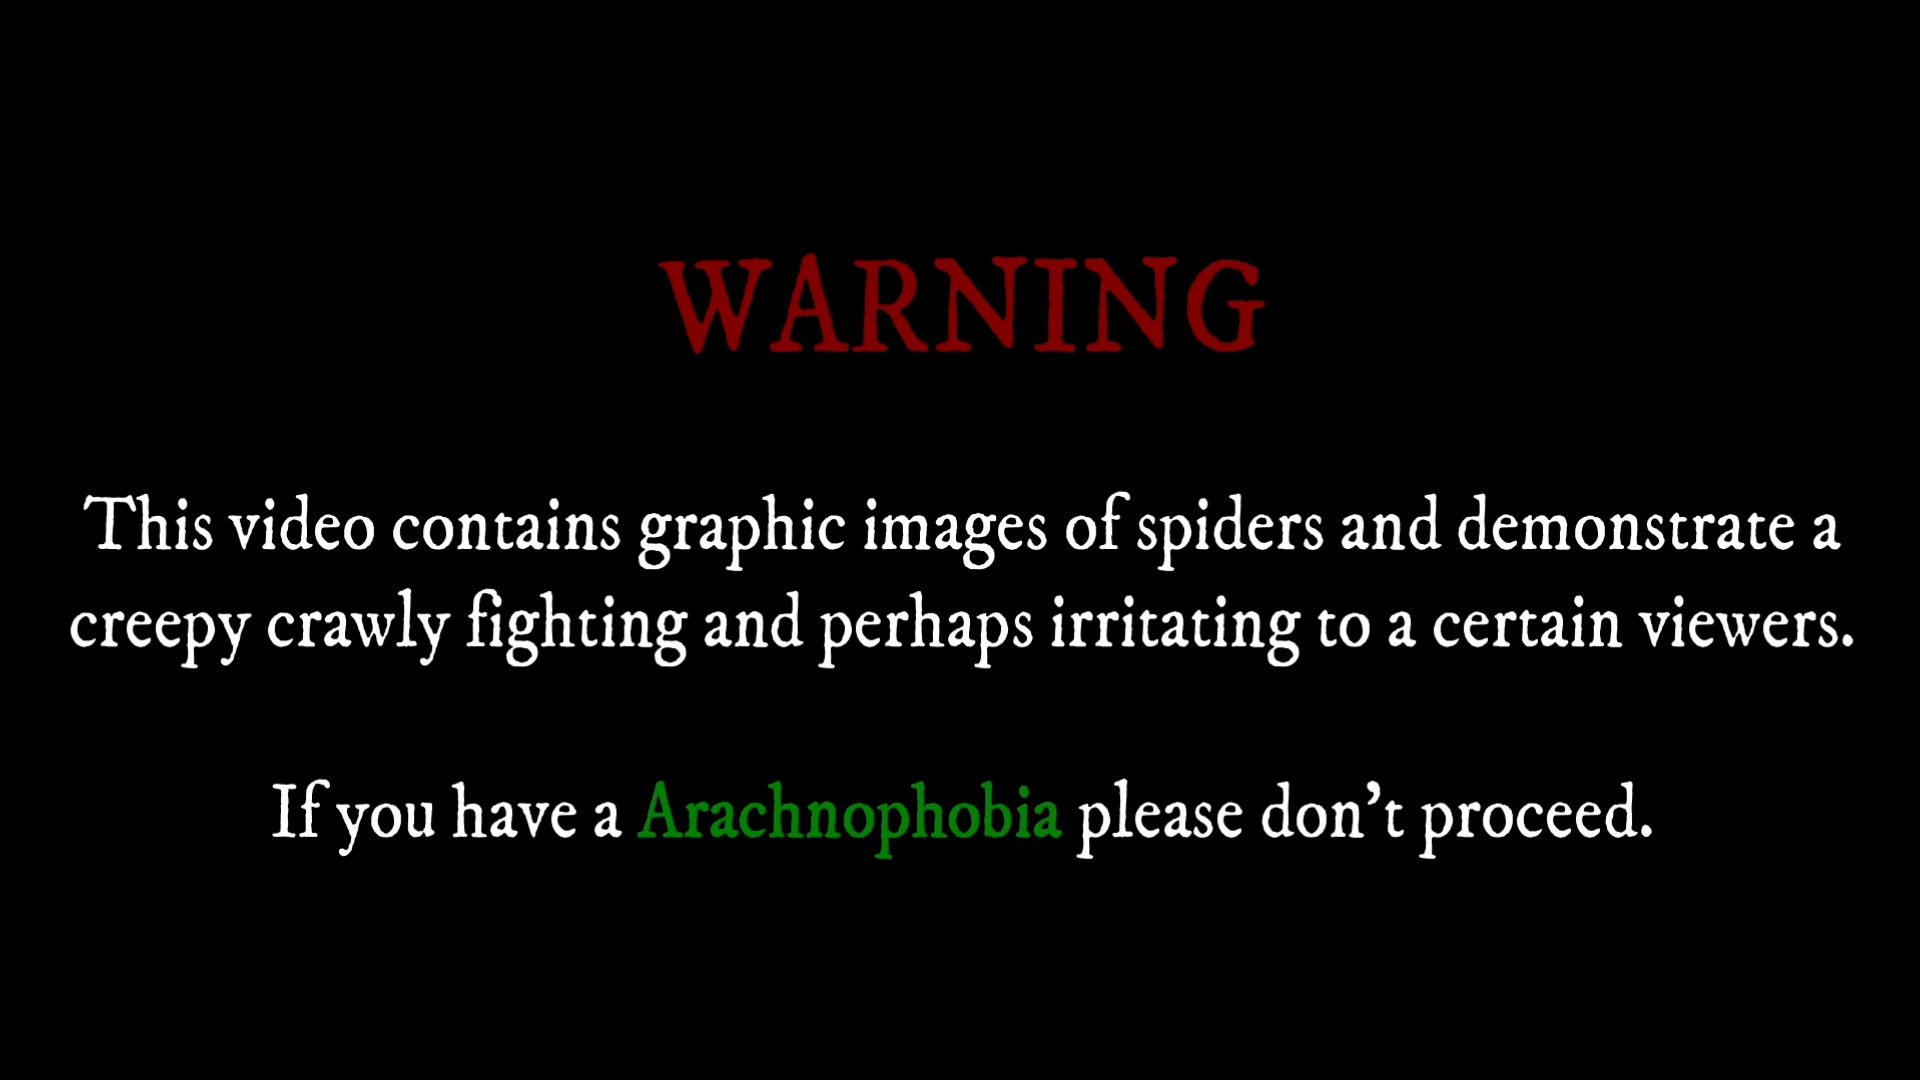 WARNING
This video contains graphic images of spiders and demonstrate a
creepy crawly fighting and perhaps irritating to a certain viewers.
If you have a Arachnophobia please don't proceed.